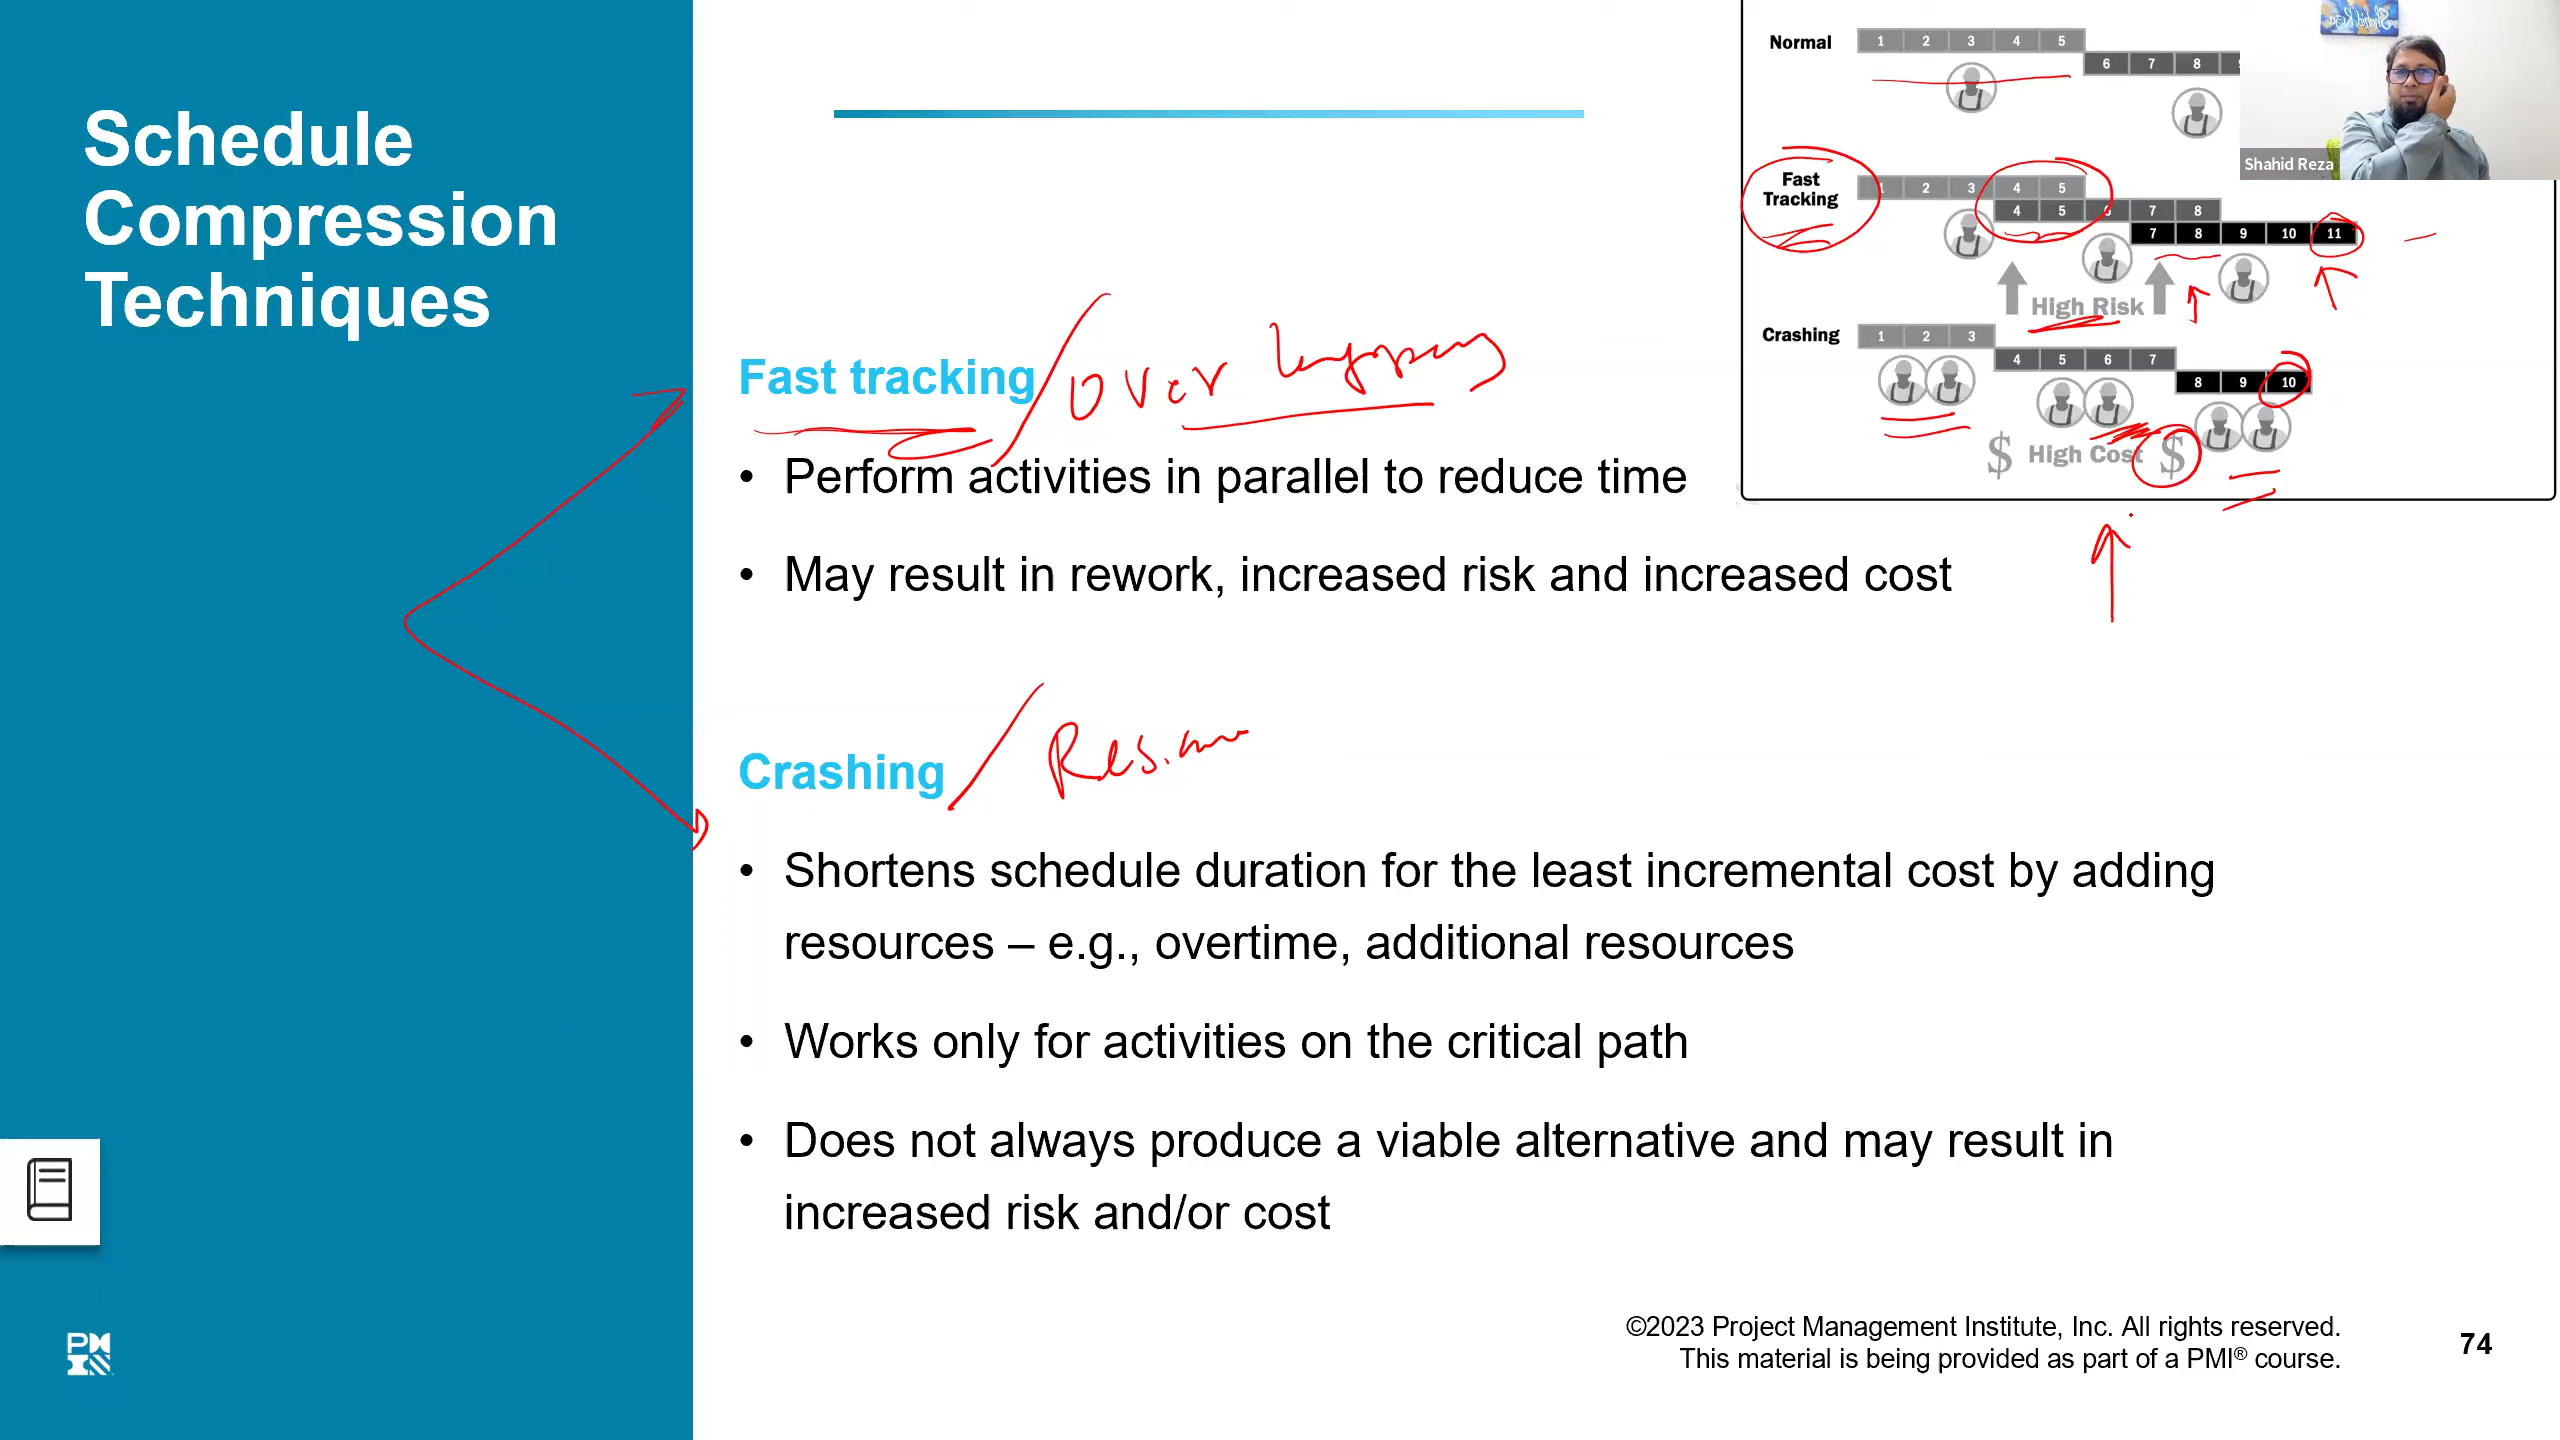 Schedule
Compression
Techniques
Normal
1 2 3 4 5
6 7 8
Shahid Reza
Fast
Tracking
1 2 3 4 5
4 5 6 7 8
7 8 9 10 11
High Risk
Crashing
1 2 3
4 5 6 7
8 9 10
$ High Cost $
Fast tracking
Over
• Perform activities in parallel to reduce time
• May result in rework, increased risk and increased cost
Crashing
• Shortens schedule duration for the least incremental cost by adding
resources – e.g., overtime, additional resources
• Works only for activities on the critical path
• Does not always produce a viable alternative and may result in
increased risk and/or cost
©2023 Project Management Institute, Inc. All rights reserved.
This material is being provided as part of a PMI® course.
74